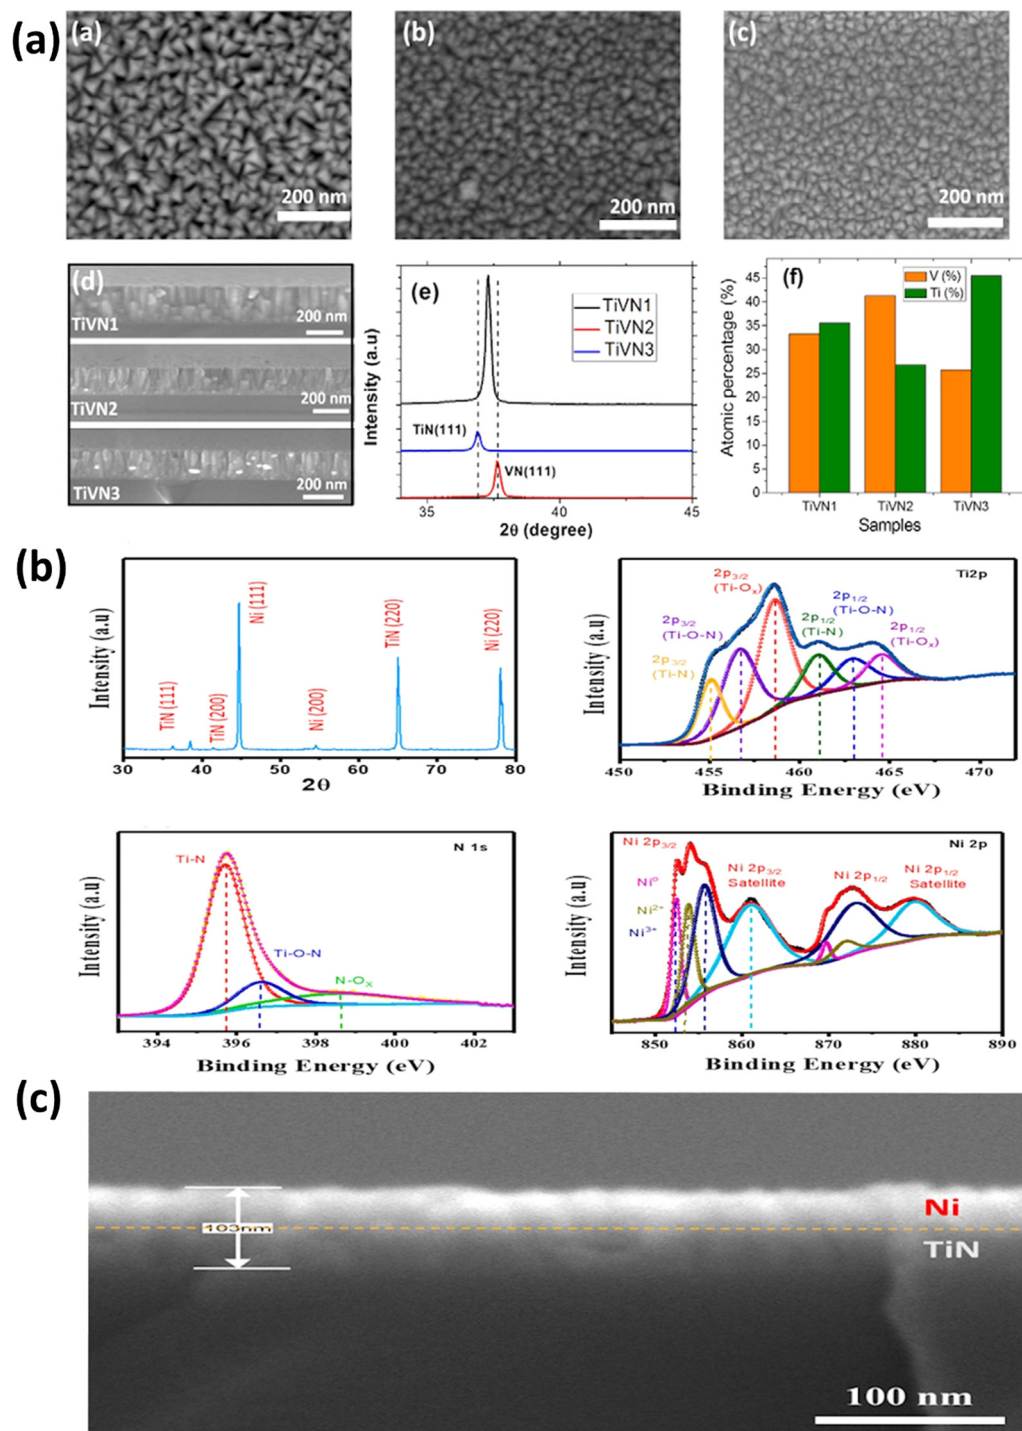 (a)
(a)
200 nm
(b)
200 nm
(c)
200 nm
(d)
TiVN1
200 nm
TiVN2
200 nm
TiVN3
200 nm
(e)
TiVN1
TiVN2
TiVN3
TiN(111)
VN(111)
Intensity (a.u)
35
40
45
2θ (degree)
(f)
V (%)
Ti (%)
Atomic percentage (%)
45
40
35
30
25
20
15
10
5
0
TiVN1
TiVN2
TiVN3
Samples
(b)
Intensity (a.u)
TiN (111)
TiN (200)
Ni (111)
Ni (200)
TiN (220)
Ni (220)
30
40
50
60
70
80
2θ
Ti2p
Intensity (a.u)
2p3/2
(Ti-N)
2p3/2
(Ti-O-N)
2p3/2
(Ti-Ox)
2p1/2
(Ti-N)
2p1/2
(Ti-O-N)
2p1/2
(Ti-Ox)
450
455
460
465
470
Binding Energy (eV)
N 1s
Intensity (a.u)
Ti-N
Ti-O-N
N-Ox
394
396
398
400
402
Binding Energy (eV)
Ni 2p
Intensity (a.u)
Ni 2p3/2
Ni⁰
Ni²⁺
Ni³⁺
Ni 2p3/2
Satellite
Ni 2p1/2
Ni 2p1/2
Satellite
850
860
870
880
890
Binding Energy (eV)
(c)
103nm
Ni
TiN
100 nm